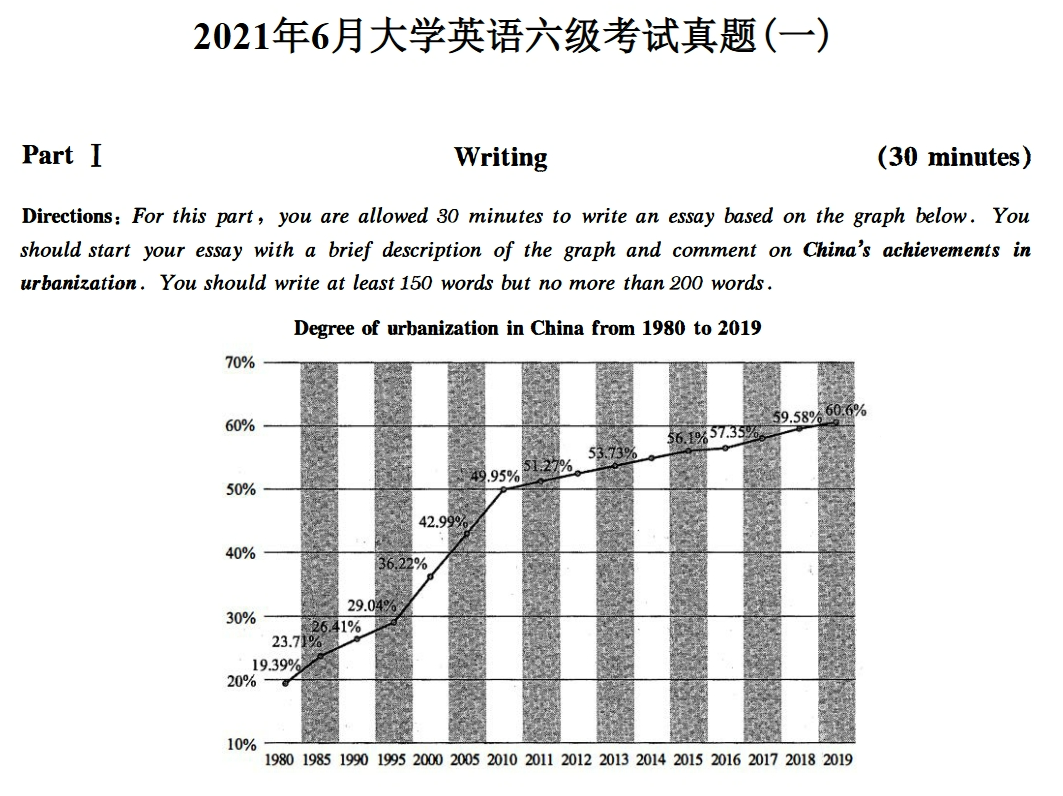 2021年6月大学英语六级考试真题(一)
Part Ⅰ Writing (30 minutes)
Directions: For this part, you are allowed 30 minutes to write an essay based on the graph below. You
should start your essay with a brief description of the graph and comment on China's achievements in
urbanization. You should write at least 150 words but no more than 200 words.
Degree of urbanization in China from 1980 to 2019
70%
60%
50%
40%
30%
20%
10%
19.39%
23.71%
26.41%
29.04%
36.22%
42.99%
49.95%
51.27%
53.73%
56.1%
57.35%
59.58%
60.6%
1980 1985 1990 1995 2000 2005 2010 2011 2012 2013 2014 2015 2016 2017 2018 2019